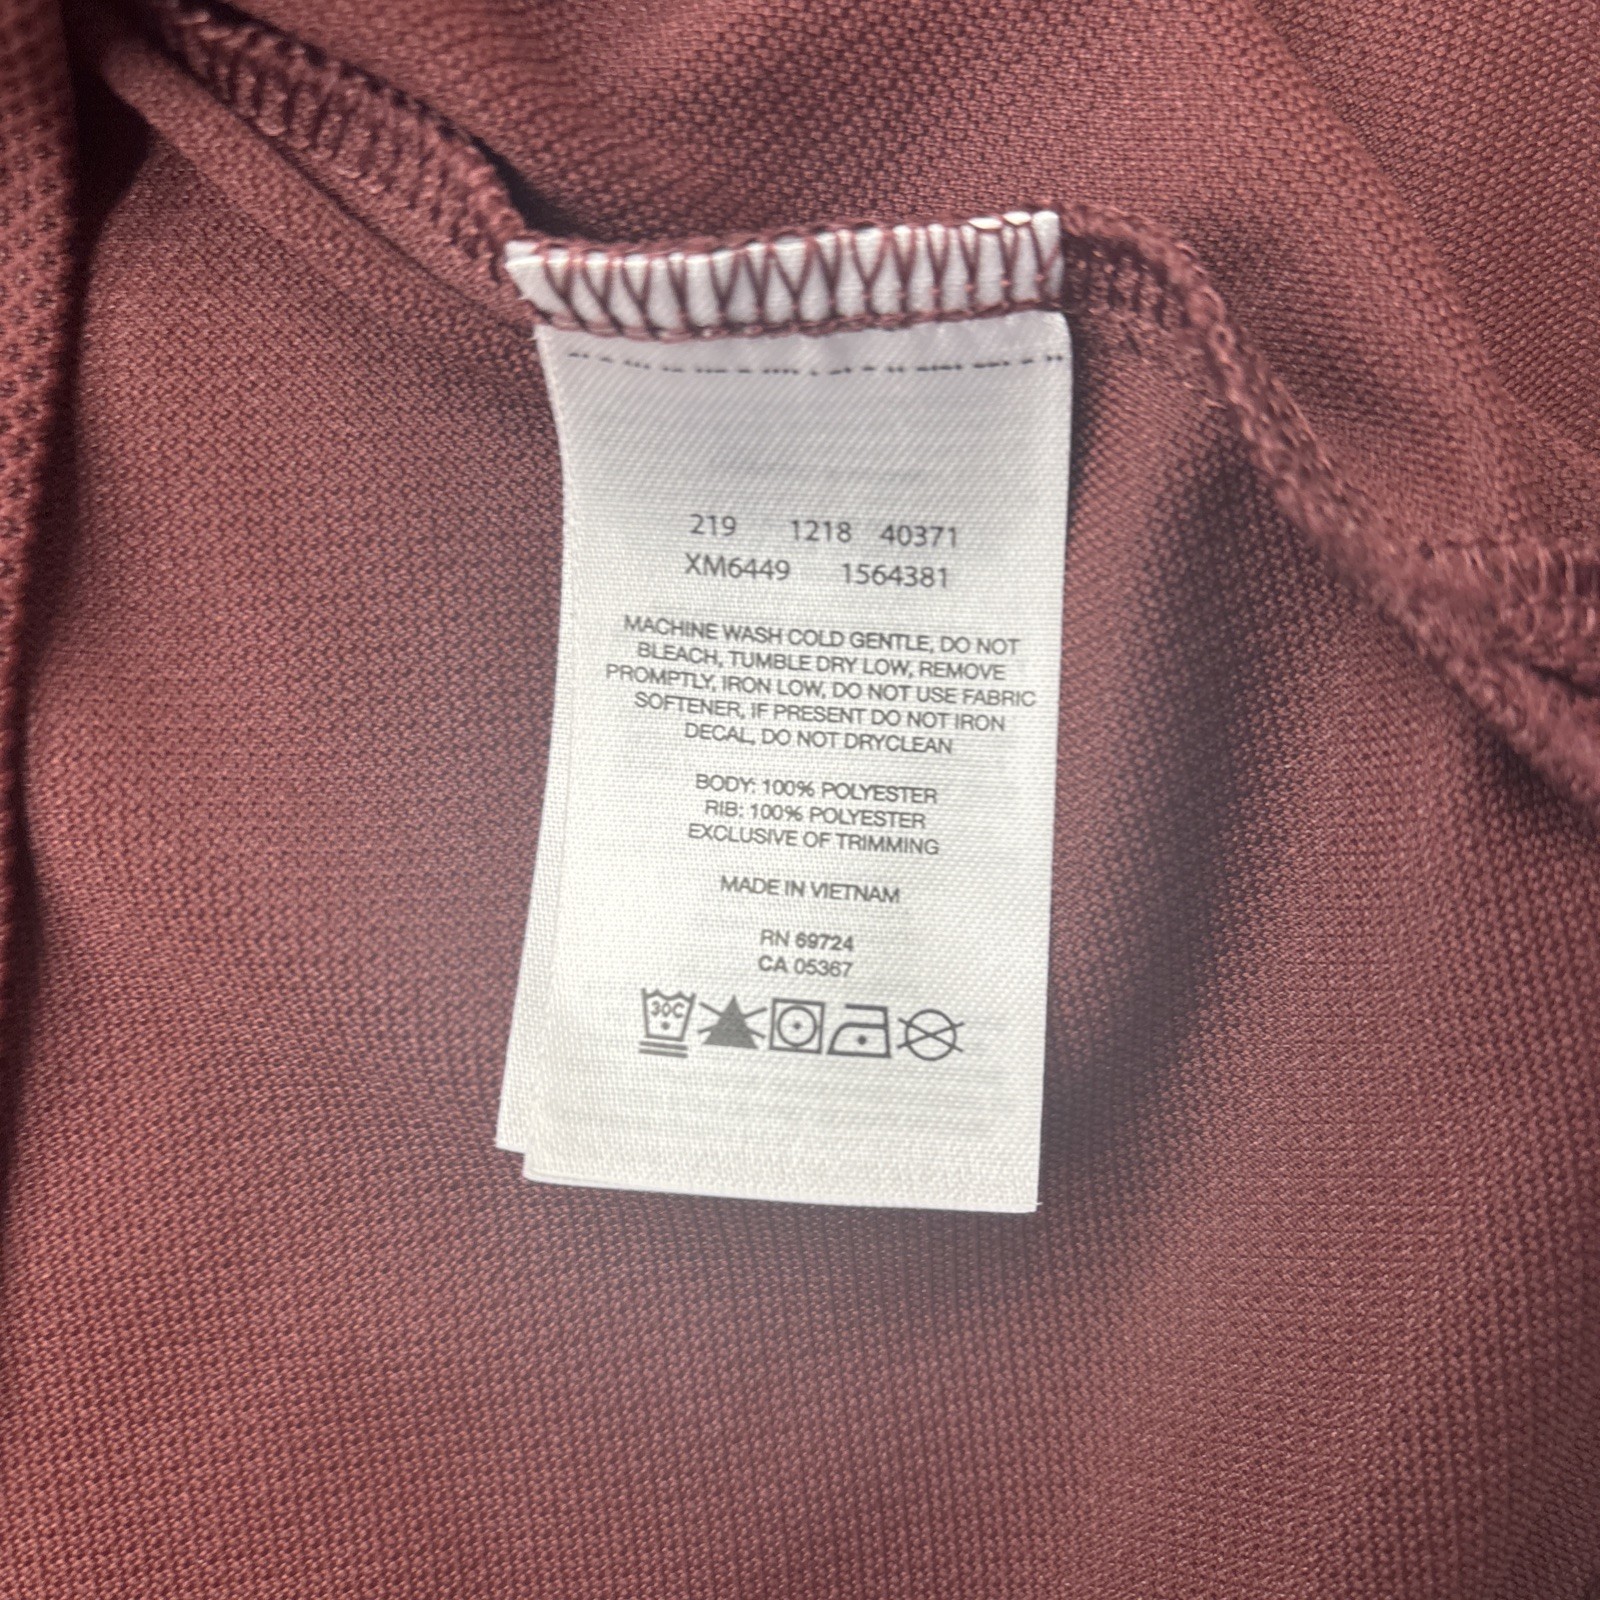 219 1218 40371
XM6449 1564381
MACHINE WASH COLD GENTLE, DO NOT
BLEACH, TUMBLE DRY LOW, REMOVE
PROMPTLY, IRON LOW, DO NOT USE FABRIC
SOFTENER, IF PRESENT DO NOT IRON
DECAL, DO NOT DRYCLEAN
BODY: 100% POLYESTER
RIB: 100% POLYESTER
EXCLUSIVE OF TRIMMING
MADE IN VIETNAM
RN 69724
CA 05367
30C